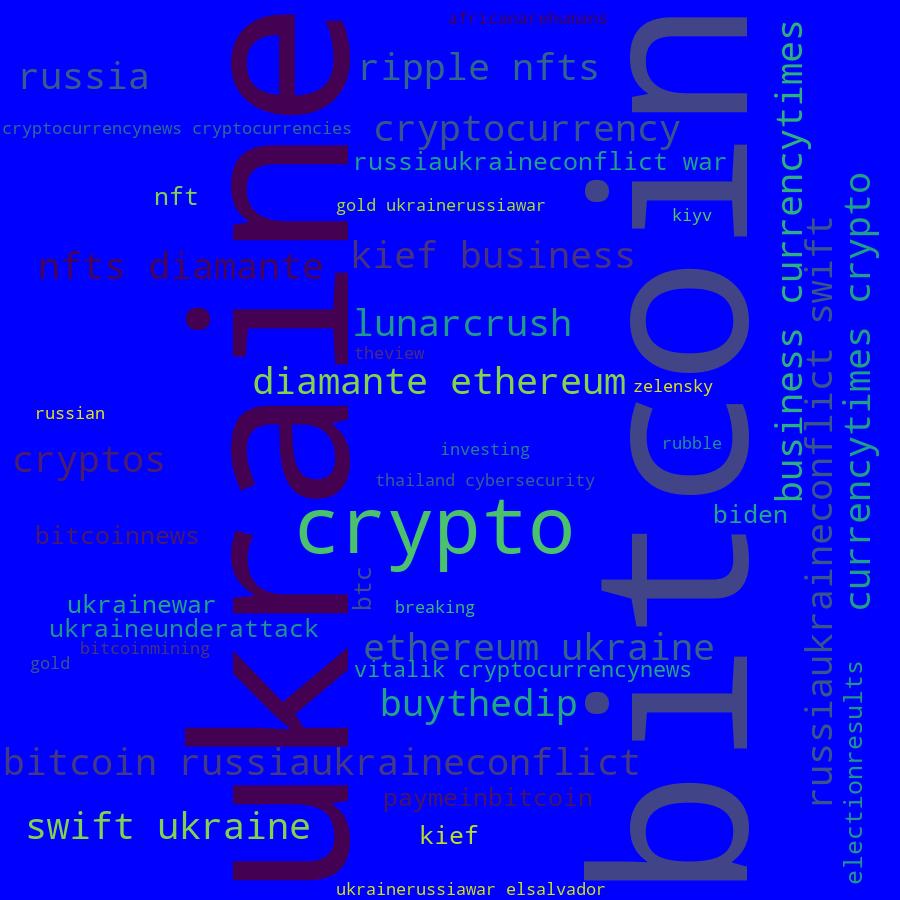 africanarehumans
ripple nfts
russia
cryptocurrencynews cryptocurrencies
cryptocurrency
russiaukraineconflict war
nft
gold ukrainerussiawar
kiyv
nfts diamante
kief business
lunarcrush
theview
diamante ethereum
zelensky
russian
investing
rubble
cryptos
thailand cybersecurity
crypto
biden
bitcoinnews
btc
breaking
ukrainewar
ukraineunderattack
bitcoinmining
gold
ethereum ukraine
vitalik cryptocurrencynews
buythedip
bitcoin russiaukraineconflict
paymeinbitcoin
swift ukraine
kief
ukrainerussiawar elsalvador
ukraine
bitcoin
business currencytimes
russiaukraineconflict swift
currencytimes crypto
electionresults